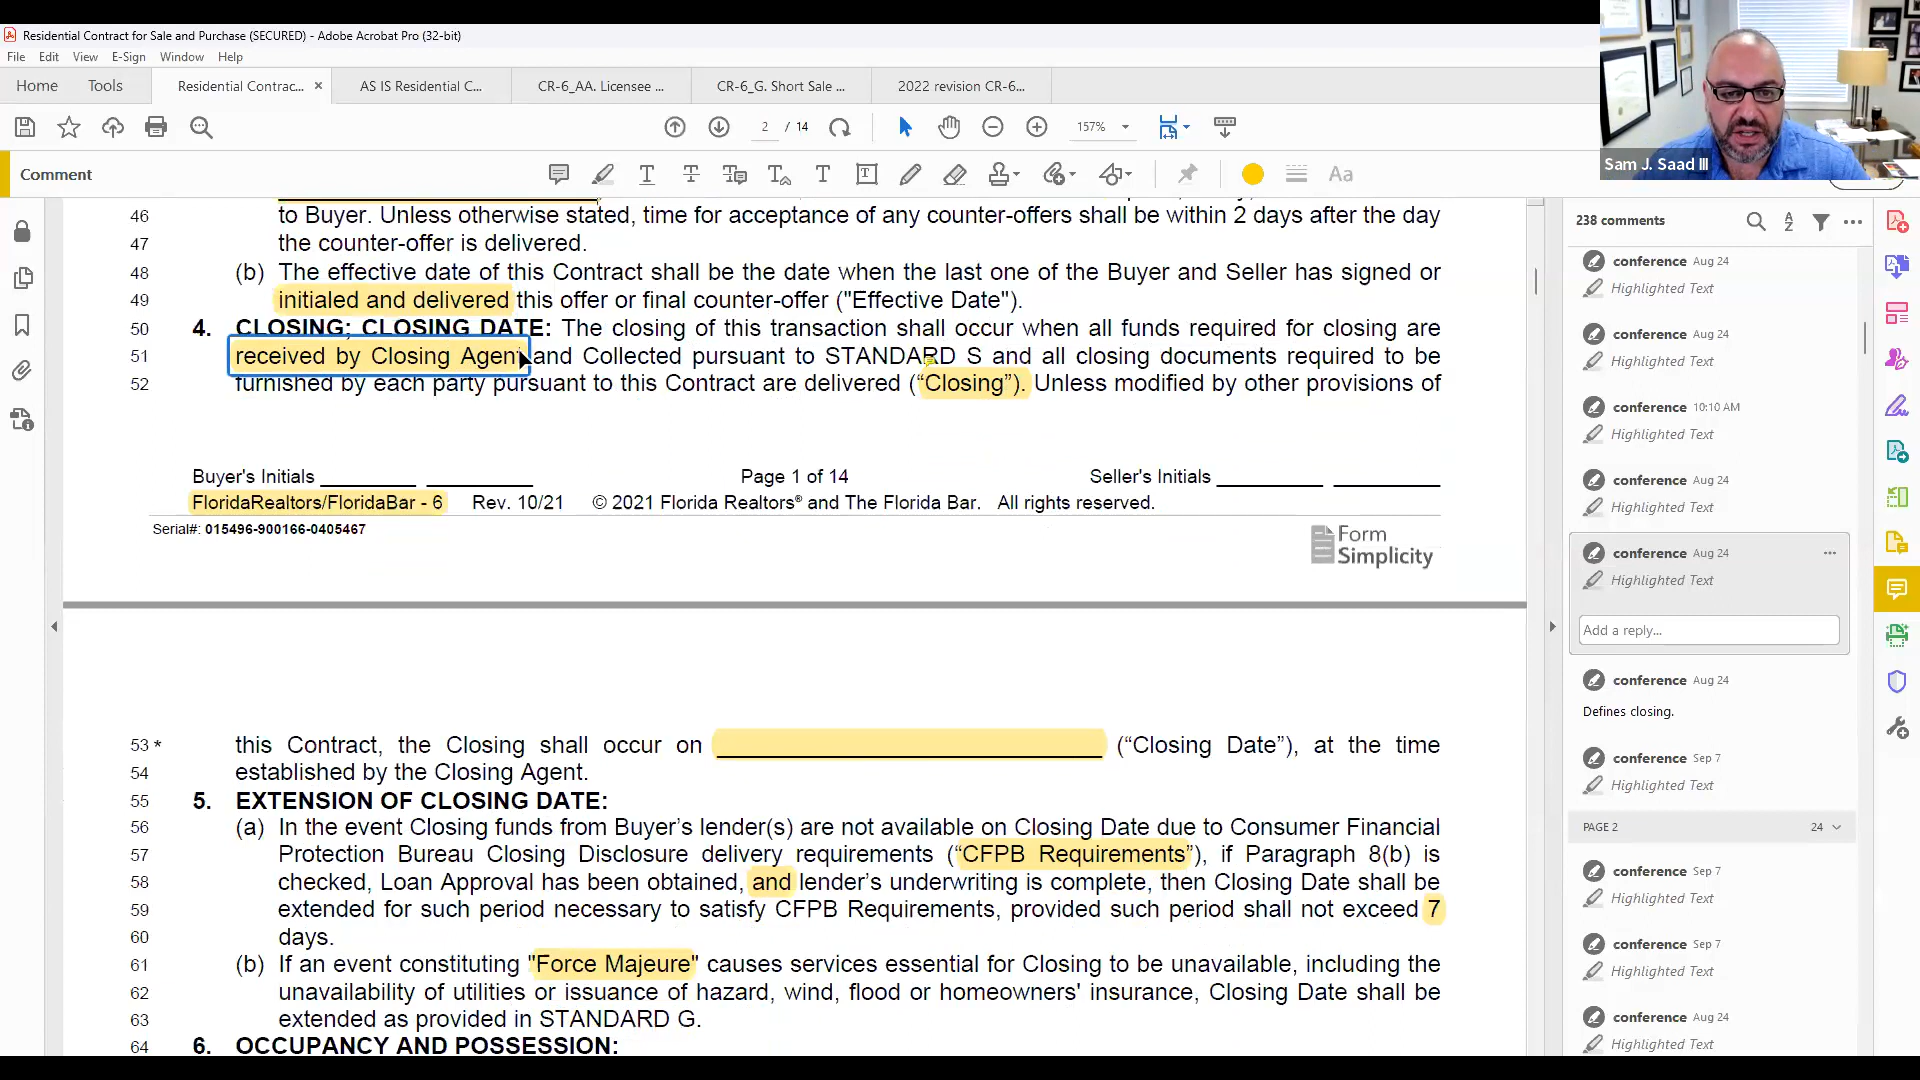 Residential Contract for Sale and Purchase (SECURED) - Adobe Acrobat Pro (32-bit)
File Edit View E-Sign Window Help
Home Tools Residential Contrac... × AS IS Residential C... CR-6_AA. Licensee ... CR-6_G. Short Sale ... 2022 revision CR-6...
2 / 14 157%
Comment
Aa
Sam J. Saad III
46 to Buyer. Unless otherwise stated, time for acceptance of any counter-offers shall be within 2 days after the day
47 the counter-offer is delivered.
48 (b) The effective date of this Contract shall be the date when the last one of the Buyer and Seller has signed or
49 initialed and delivered this offer or final counter-offer ("Effective Date").
50 4. CLOSING; CLOSING DATE: The closing of this transaction shall occur when all funds required for closing are
51 received by Closing Agent and Collected pursuant to STANDARD S and all closing documents required to be
52 furnished by each party pursuant to this Contract are delivered (“Closing”). Unless modified by other provisions of
Buyer's Initials ________ ________ Page 1 of 14 Seller's Initials ________ ________
FloridaRealtors/FloridaBar - 6 Rev. 10/21 © 2021 Florida Realtors® and The Florida Bar. All rights reserved.
Serial#: 015496-900166-0405467
Form
Simplicity
53 * this Contract, the Closing shall occur on ____________________ (“Closing Date”), at the time
54 established by the Closing Agent.
55 5. EXTENSION OF CLOSING DATE:
56 (a) In the event Closing funds from Buyer’s lender(s) are not available on Closing Date due to Consumer Financial
57 Protection Bureau Closing Disclosure delivery requirements (“CFPB Requirements”), if Paragraph 8(b) is
58 checked, Loan Approval has been obtained, and lender’s underwriting is complete, then Closing Date shall be
59 extended for such period necessary to satisfy CFPB Requirements, provided such period shall not exceed 7
60 days.
61 (b) If an event constituting "Force Majeure" causes services essential for Closing to be unavailable, including the
62 unavailability of utilities or issuance of hazard, wind, flood or homeowners' insurance, Closing Date shall be
63 extended as provided in STANDARD G.
64 6. OCCUPANCY AND POSSESSION:
238 comments
conference Aug 24
Highlighted Text
conference Aug 24
Highlighted Text
conference 10:10 AM
Highlighted Text
conference Aug 24
Highlighted Text
conference Aug 24
Highlighted Text
Add a reply...
conference Aug 24
Defines closing.
conference Sep 7
Highlighted Text
PAGE 2 24
conference Sep 7
Highlighted Text
conference Sep 7
Highlighted Text
conference Aug 24
Highlighted Text